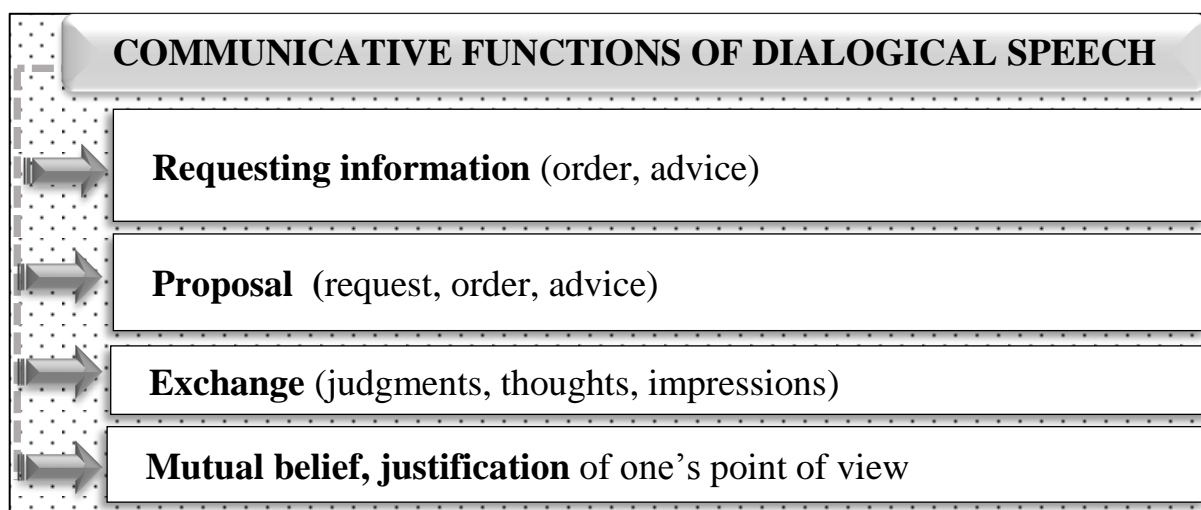 COMMUNICATIVE FUNCTIONS OF DIALOGICAL SPEECH
Requesting information (order, advice)
Proposal (request, order, advice)
Exchange (judgments, thoughts, impressions)
Mutual belief, justification of one’s point of view